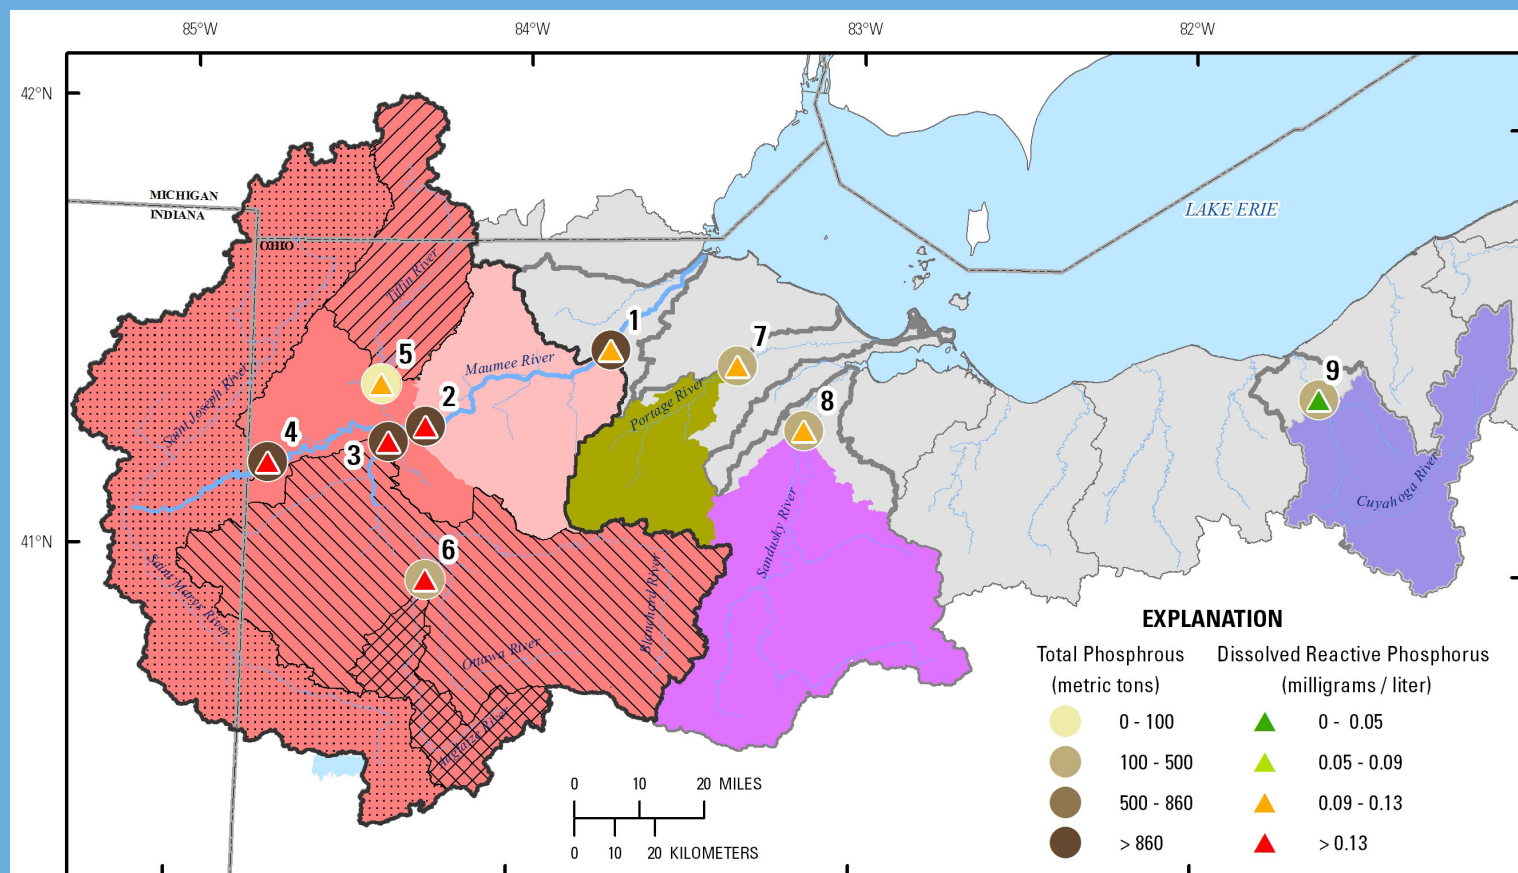 85°W
84°W
83°W
82°W
42°N
MICHIGAN
INDIANA
OHIO
LAKE ERIE
Tiffin River
1
7
5
Maumee River
9
2
Saint Joseph River
Portage River
8
4
3
Cuyahoga River
Sandusky River
41°N
6
Saint Marys River
Blanchard River
Ottawa River
Auglaize River
EXPLANATION
Total Phosphrous
(metric tons)
0 - 100
100 - 500
500 - 860
> 860
Dissolved Reactive Phosphorus
(milligrams / liter)
0 - 0.05
0.05 - 0.09
0.09 - 0.13
> 0.13
0 10 20 MILES
0 10 20 KILOMETERS